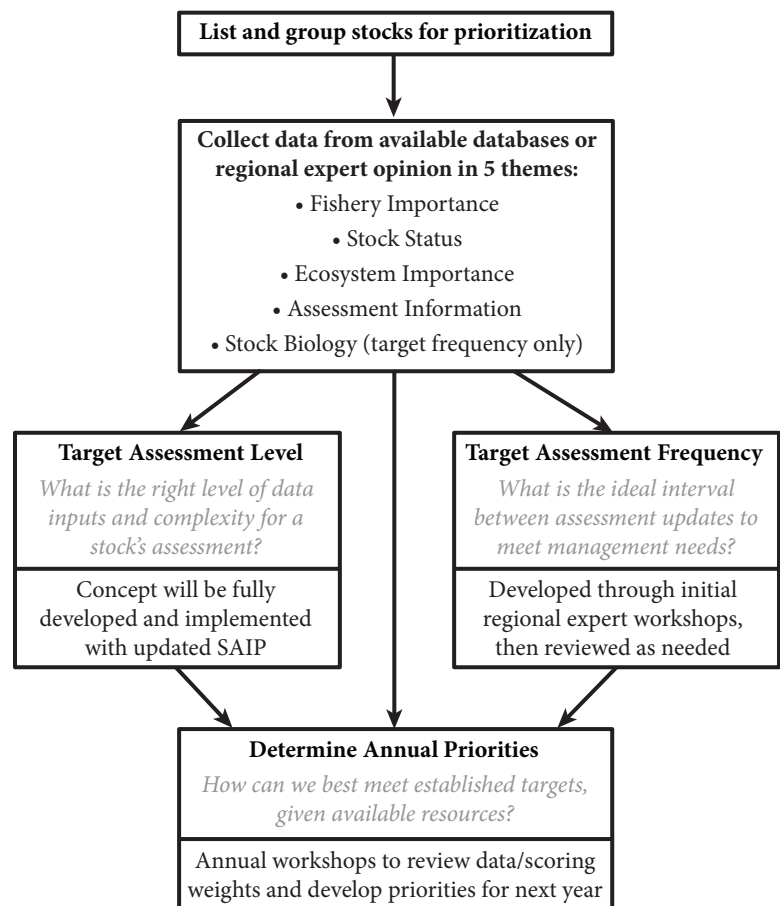 List and group stocks for prioritization
Collect data from available databases or
regional expert opinion in 5 themes:
• Fishery Importance
• Stock Status
• Ecosystem Importance
• Assessment Information
• Stock Biology (target frequency only)
Target Assessment Level
What is the right level of data
inputs and complexity for a
stock's assessment?
Concept will be fully
developed and implemented
with updated SAIP
Target Assessment Frequency
What is the ideal interval
between assessment updates to
meet management needs?
Developed through initial
regional expert workshops,
then reviewed as needed
Determine Annual Priorities
How can we best meet established targets,
given available resources?
Annual workshops to review data/scoring
weights and develop priorities for next year